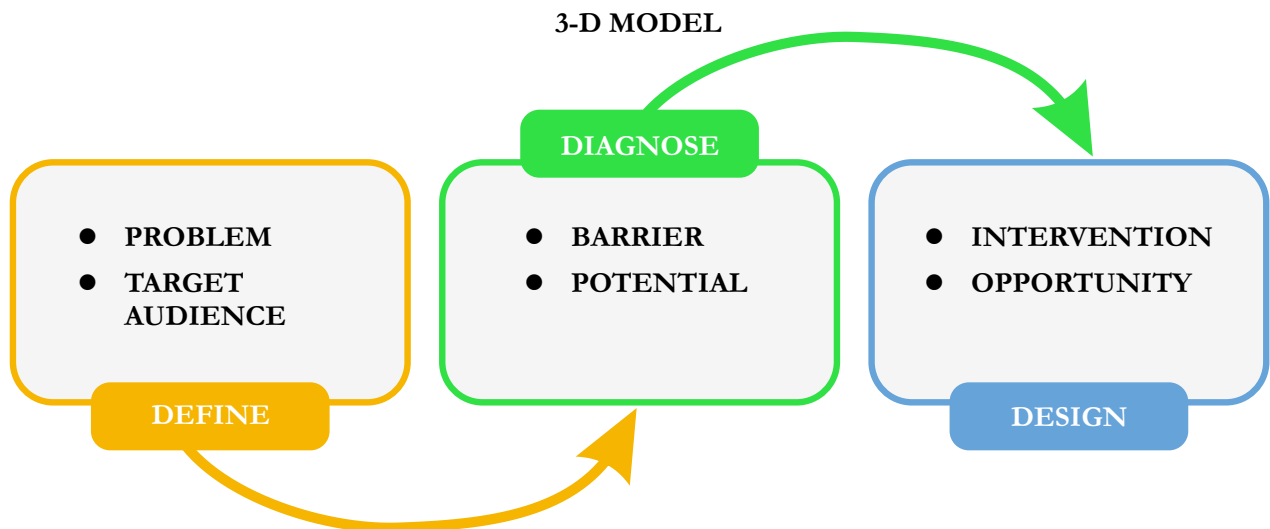 3-D MODEL
DIAGNOSE
● PROBLEM
● TARGET
AUDIENCE
DEFINE
● BARRIER
● POTENTIAL
● INTERVENTION
● OPPORTUNITY
DESIGN